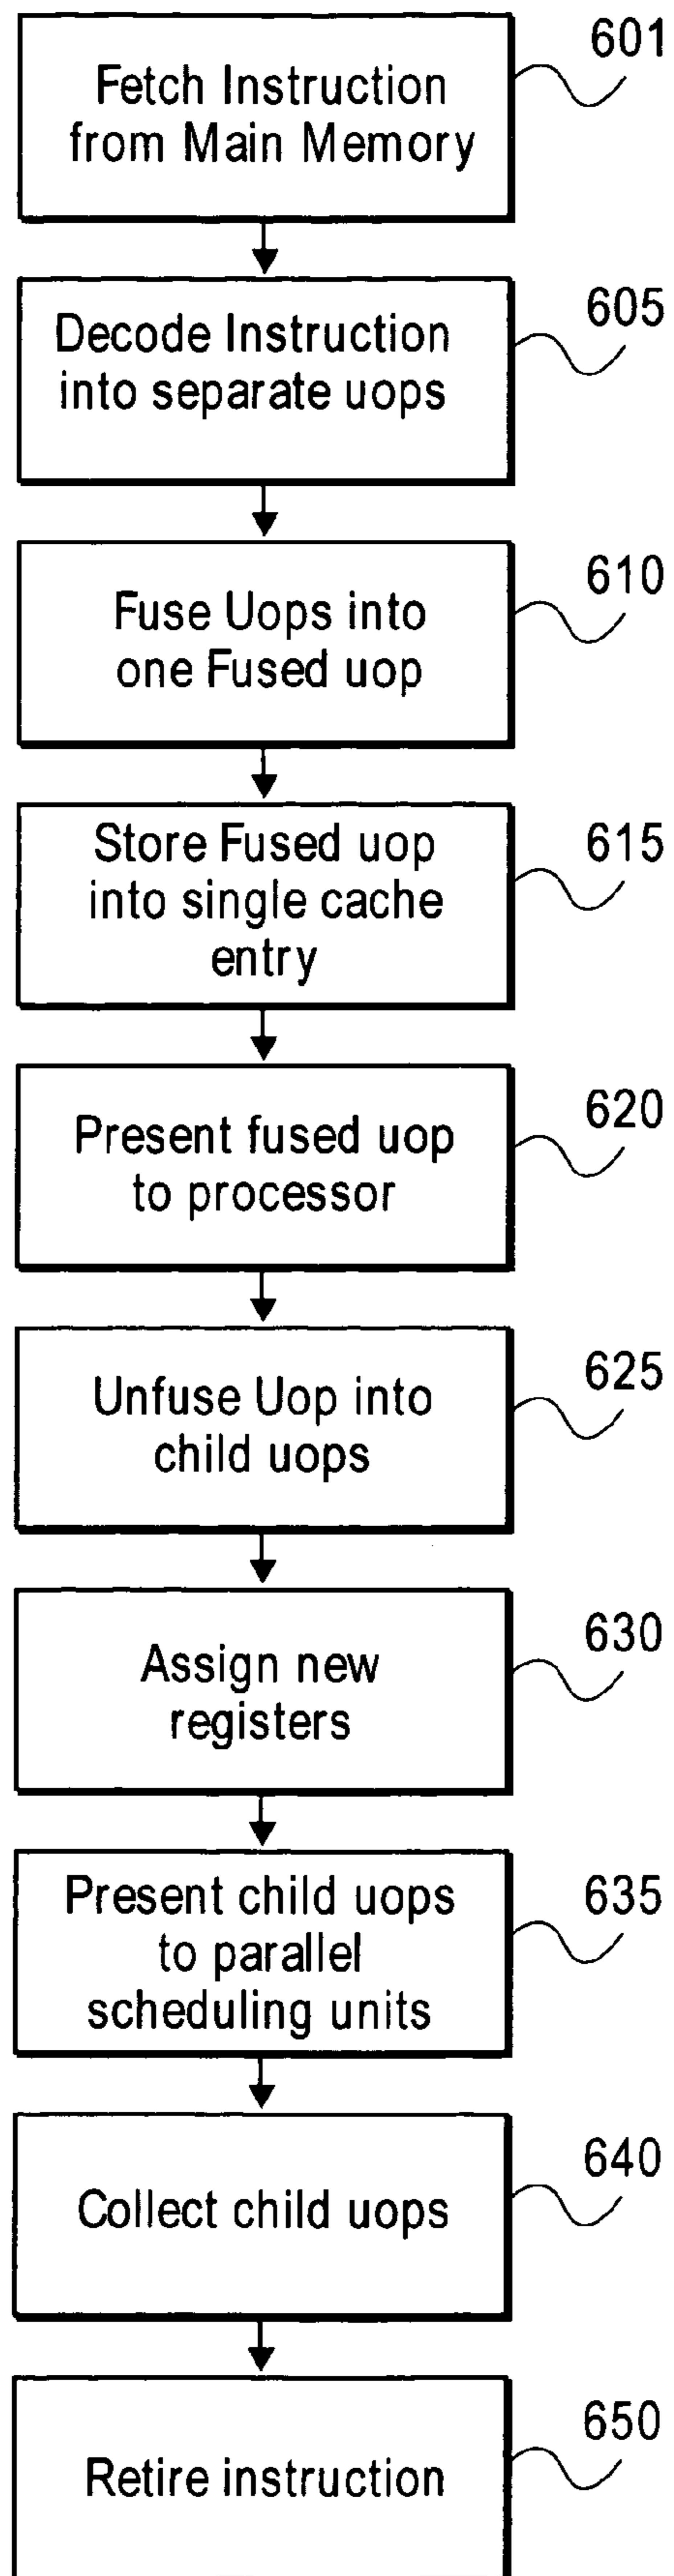 601
Fetch Instruction
from Main Memory
605
Decode Instruction
into separate uops
610
Fuse Uops into
one Fused uop
615
Store Fused uop
into single cache
entry
620
Present fused uop
to processor
625
Unfuse Uop into
child uops
630
Assign new
registers
635
Present child uops
to parallel
scheduling units
640
Collect child uops
650
Retire instruction